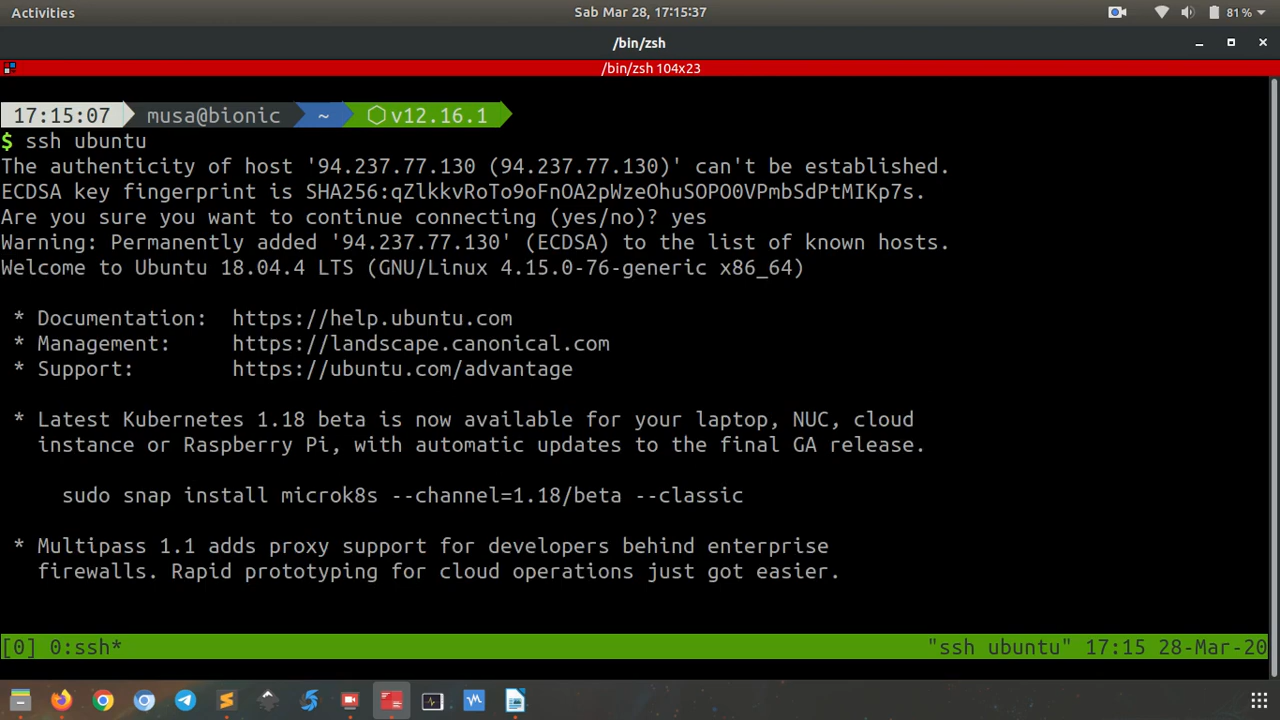 Activities
Sab Mar 28, 17:15:37
81%
/bin/zsh
/bin/zsh 104x23
17:15:07 musa@bionic ~ v12.16.1
$ ssh ubuntu
The authenticity of host '94.237.77.130 (94.237.77.130)' can't be established.
ECDSA key fingerprint is SHA256:qZlkkvRoTo9oFnOA2pWzeOhuSOPO0VPmbSdPtMIKp7s.
Are you sure you want to continue connecting (yes/no)? yes
Warning: Permanently added '94.237.77.130' (ECDSA) to the list of known hosts.
Welcome to Ubuntu 18.04.4 LTS (GNU/Linux 4.15.0-76-generic x86_64)
* Documentation: https://help.ubuntu.com
* Management: https://landscape.canonical.com
* Support: https://ubuntu.com/advantage
* Latest Kubernetes 1.18 beta is now available for your laptop, NUC, cloud
instance or Raspberry Pi, with automatic updates to the final GA release.
sudo snap install microk8s --channel=1.18/beta --classic
* Multipass 1.1 adds proxy support for developers behind enterprise
firewalls. Rapid prototyping for cloud operations just got easier.
[0] 0:ssh* "ssh ubuntu" 17:15 28-Mar-20